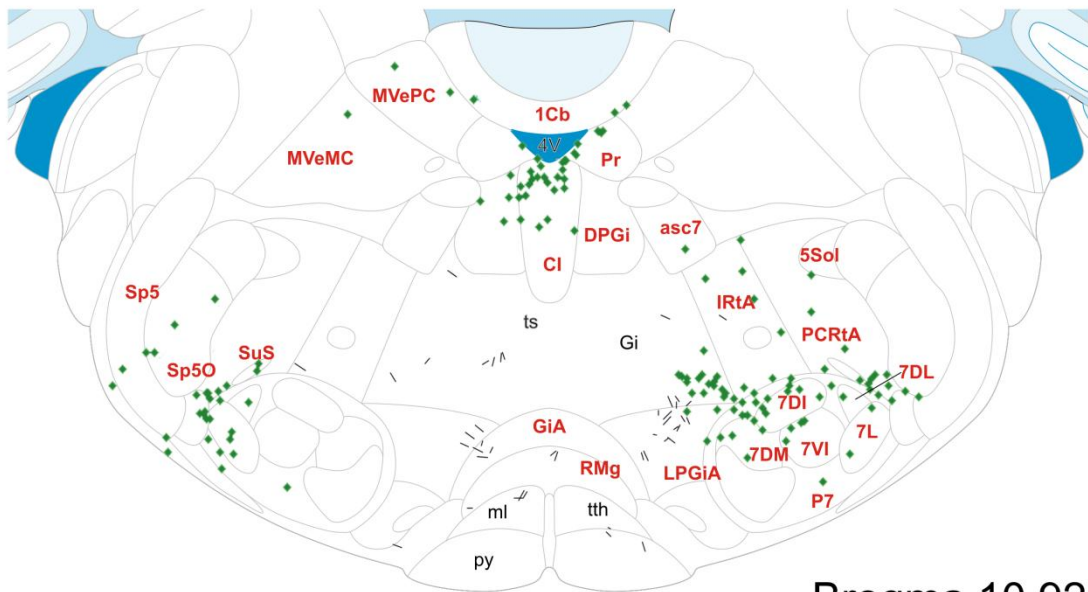 MVePC
1Cb
4V
MVeMC
Pr
asc7
DPGi
5Sol
CI
Sp5
IRtA
ts
Gi
PCRtA
SuS
Sp5O
7DL
7DI
GiA
7L
7VI
7DM
RMg
LPGiA
P7
ml
tth
py